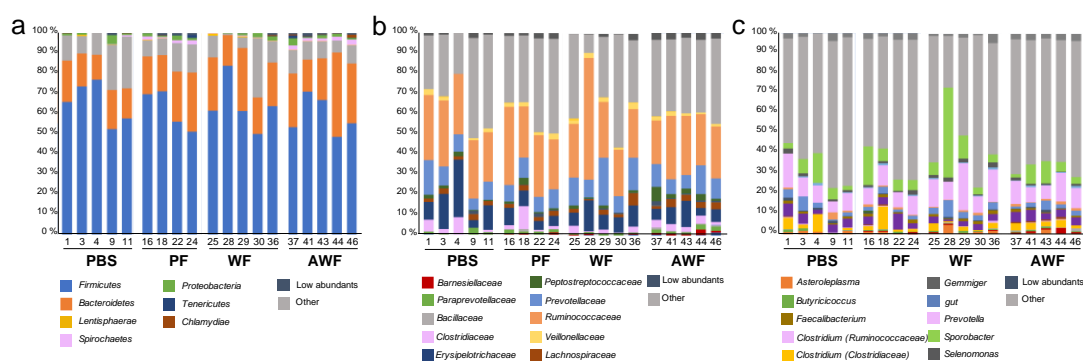 a
100 %
90 %
80 %
70 %
60 %
50 %
40 %
30 %
20 %
10 %
0 %
1 3 4 9 11 16 18 22 24 25 28 29 30 36 37 41 43 44 46
PBS PF WF AWF
Firmicutes
Bacteroidetes
Lentisphaerae
Spirochaetes
Proteobacteria
Tenericutes
Chlamydiae
Low abundants
Other
b
100 %
90 %
80 %
70 %
60 %
50 %
40 %
30 %
20 %
10 %
0 %
1 3 4 9 11 16 18 22 24 25 28 29 30 36 37 41 43 44 46
PBS PF WF AWF
Barnesiellaceae
Paraprevotellaceae
Bacillaceae
Clostridiaceae
Erysipelotrichaceae
Peptostreptococcaceae
Prevotellaceae
Ruminococcaceae
Veillonellaceae
Lachnospiraceae
Low abundants
Other
c
100 %
90 %
80 %
70 %
60 %
50 %
40 %
30 %
20 %
10 %
0 %
1 3 4 9 11 16 18 22 24 25 28 29 30 36 37 41 43 44 46
PBS PF WF AWF
Asteroleplasma
Butyricicoccus
Faecalibacterium
Clostridium (Ruminococcaceae)
Clostridium (Clostridiaceae)
Gemmiger
gut
Prevotella
Sporobacter
Selenomonas
Low abundants
Other